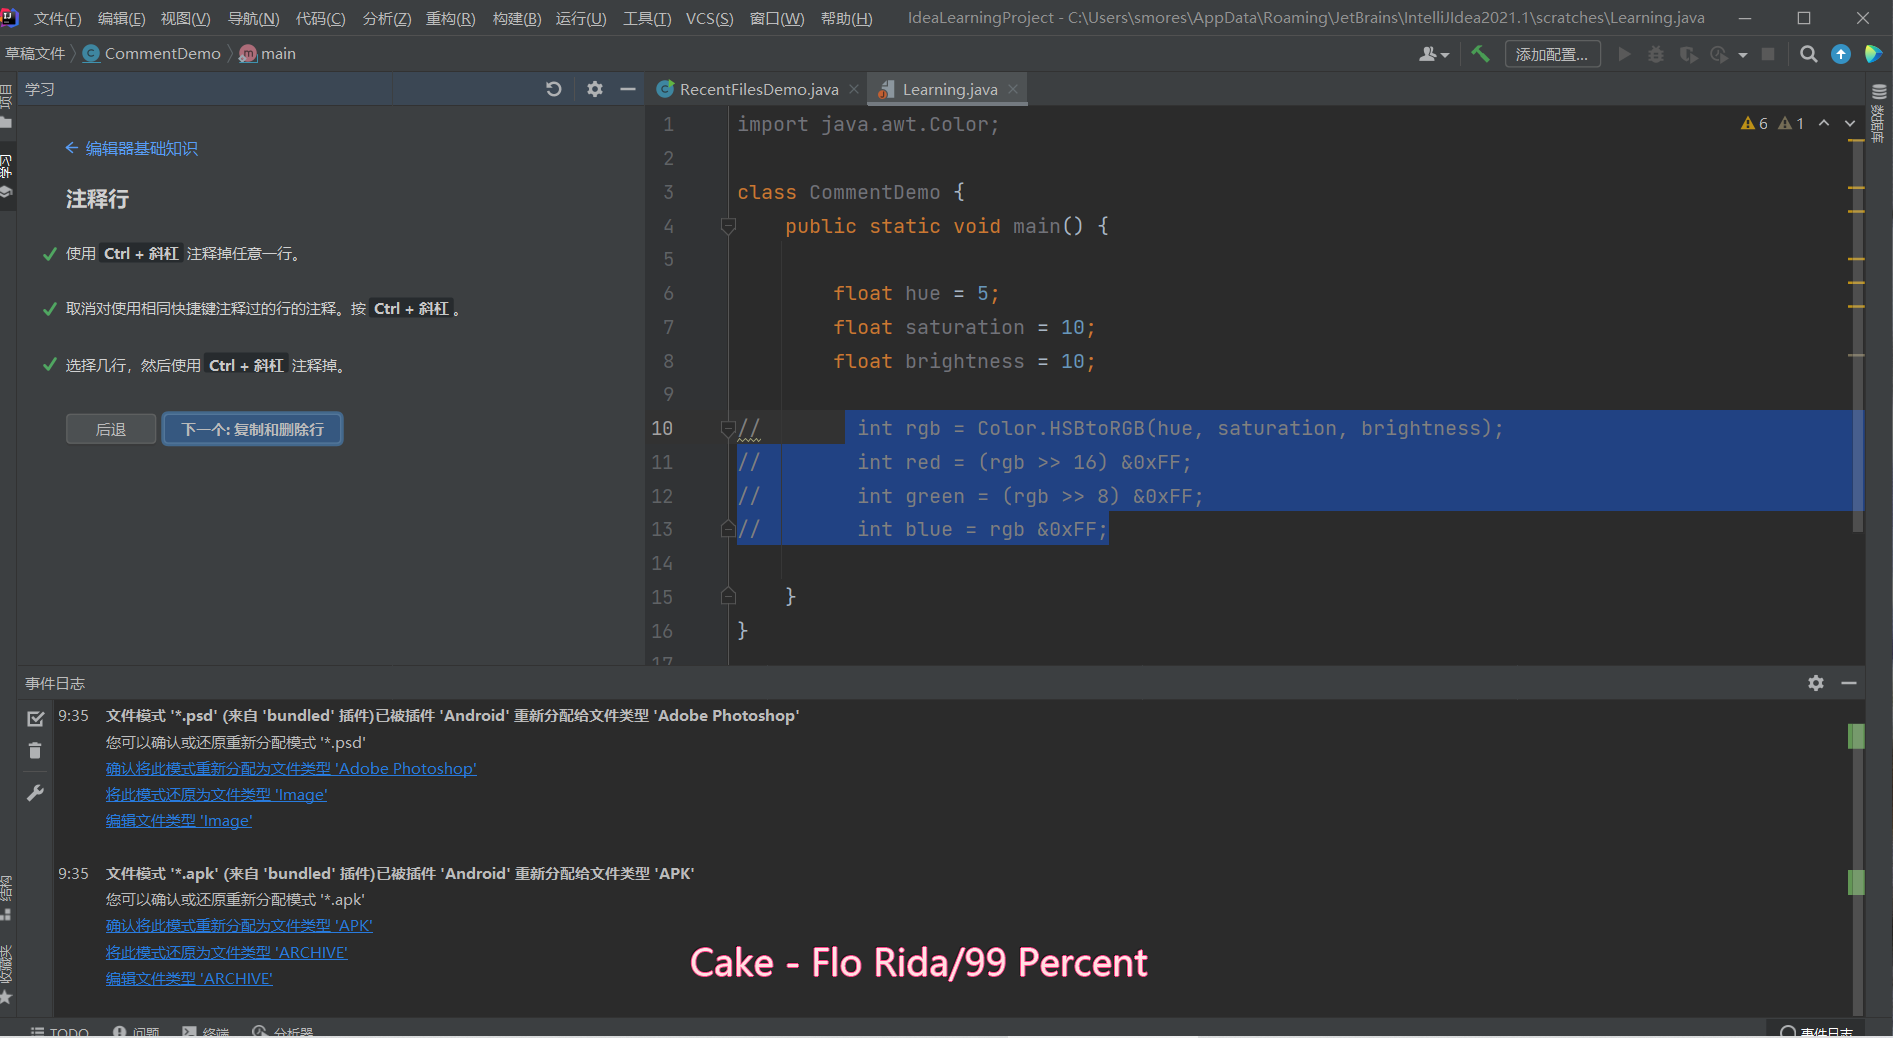 文件(F) 编辑(E) 视图(V) 导航(N) 代码(C) 分析(Z) 重构(R) 构建(B) 运行(U) 工具(T) VCS(S) 窗口(W) 帮助(H) IdeaLearningProject - C:\Users\smores\AppData\Roaming\JetBrains\IntelliJIdea2021.1\scratches\Learning.java
草稿文件 CommentDemo main 添加配置...
学习
RecentFilesDemo.java Learning.java
项目
学习
结构
收藏夹
数据库
编辑器基础知识
注释行
使用 Ctrl + 斜杠 注释掉任意一行。
取消对使用相同快捷键注释过的行的注释。按 Ctrl + 斜杠 。
选择几行，然后使用 Ctrl + 斜杠 注释掉。
后退 下一个: 复制和删除行
6 1
1 import java.awt.Color;
2
3 class CommentDemo {
4 public static void main() {
5
6 float hue = 5;
7 float saturation = 10;
8 float brightness = 10;
9
10 // int rgb = Color.HSBtoRGB(hue, saturation, brightness);
11 // int red = (rgb >> 16) &0xFF;
12 // int green = (rgb >> 8) &0xFF;
13 // int blue = rgb &0xFF;
14
15 }
16 }
17
事件日志
9:35 文件模式 '*.psd' (来自 'bundled' 插件)已被插件 'Android' 重新分配给文件类型 'Adobe Photoshop'
您可以确认或还原重新分配模式 '*.psd'
确认将此模式重新分配为文件类型 'Adobe Photoshop'
将此模式还原为文件类型 'Image'
编辑文件类型 'Image'
9:35 文件模式 '*.apk' (来自 'bundled' 插件)已被插件 'Android' 重新分配给文件类型 'APK'
您可以确认或还原重新分配模式 '*.apk'
确认将此模式重新分配为文件类型 'APK'
将此模式还原为文件类型 'ARCHIVE'
编辑文件类型 'ARCHIVE'
Cake - Flo Rida/99 Percent
TODO 问题 终端 分析器 事件日志